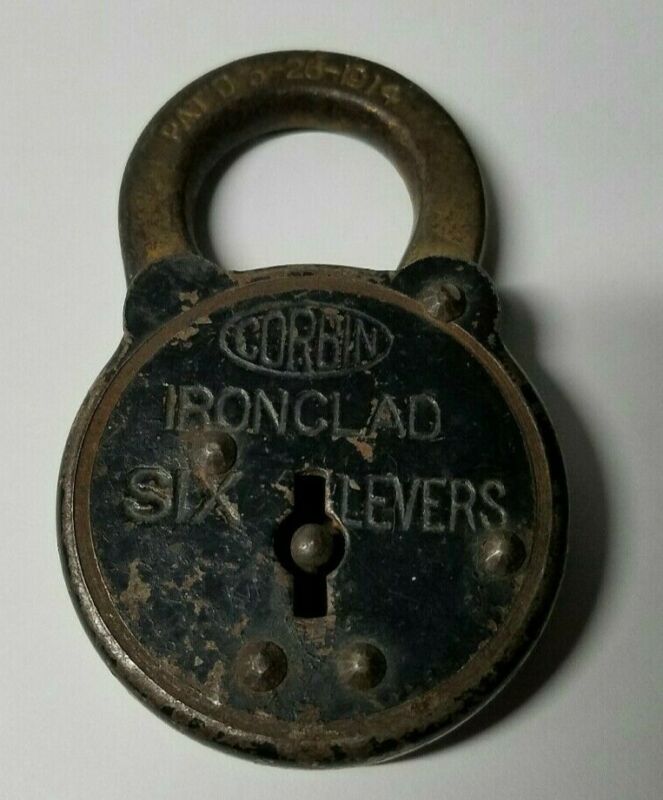 PAT'D 5-26-1914
CORBIN
IRONCLAD
SIX LEVERS